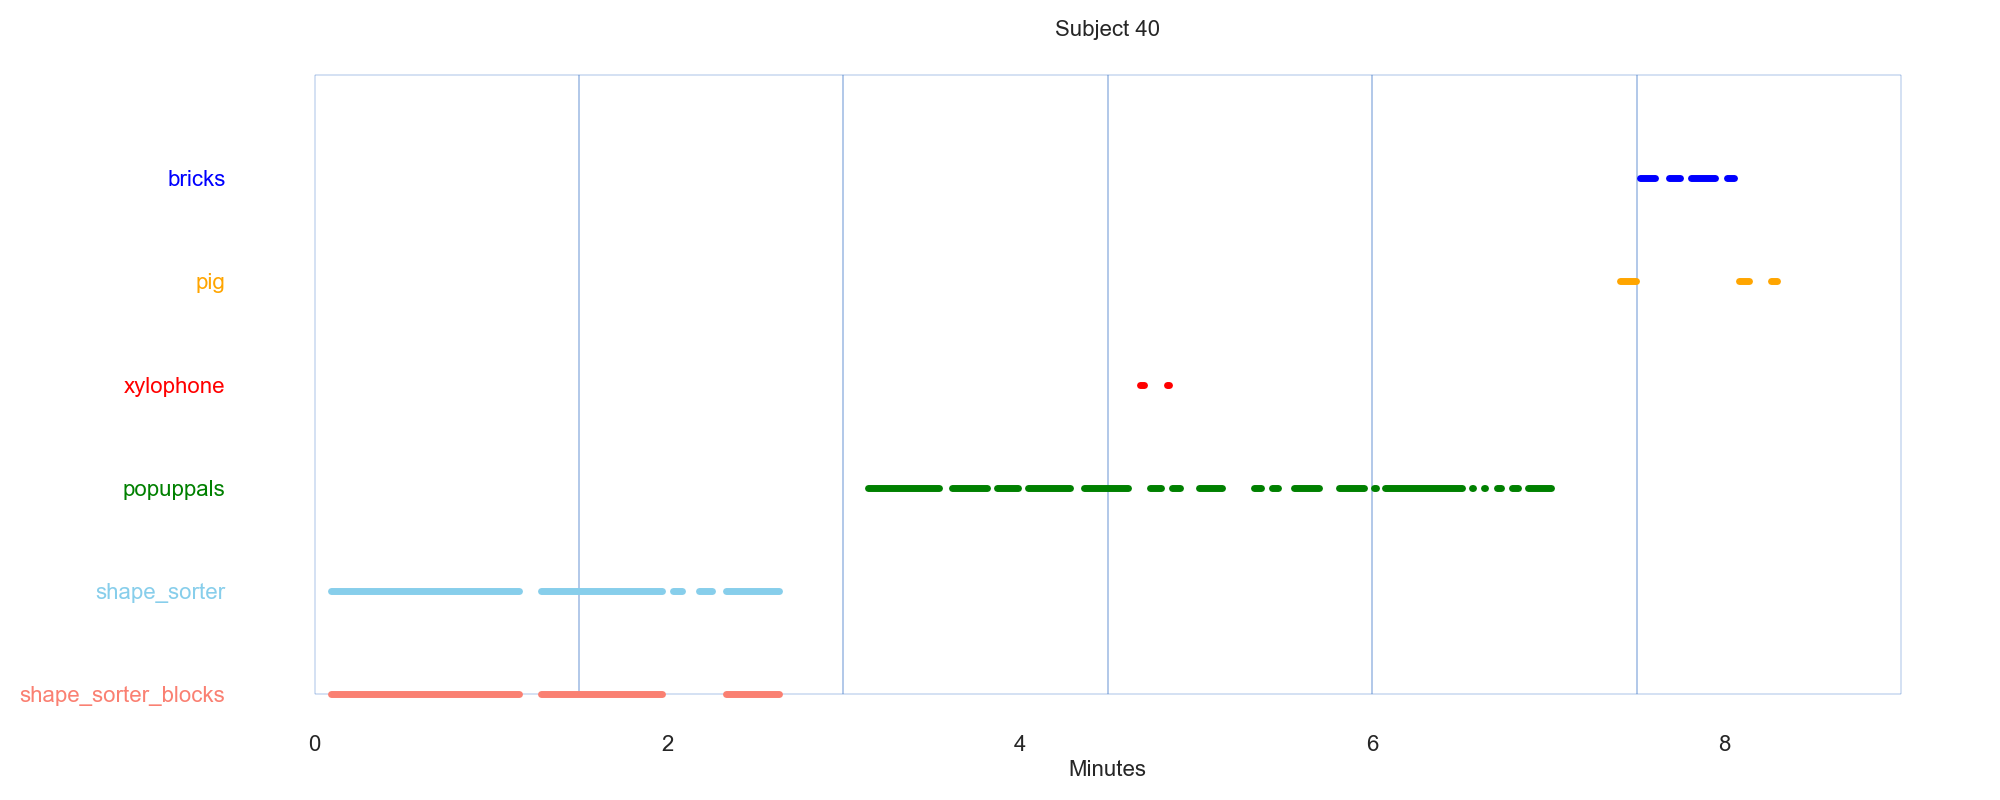 Subject 40
bricks
pig
xylophone
popuppals
shape_sorter
shape_sorter_blocks
0 2 4 6 8
Minutes